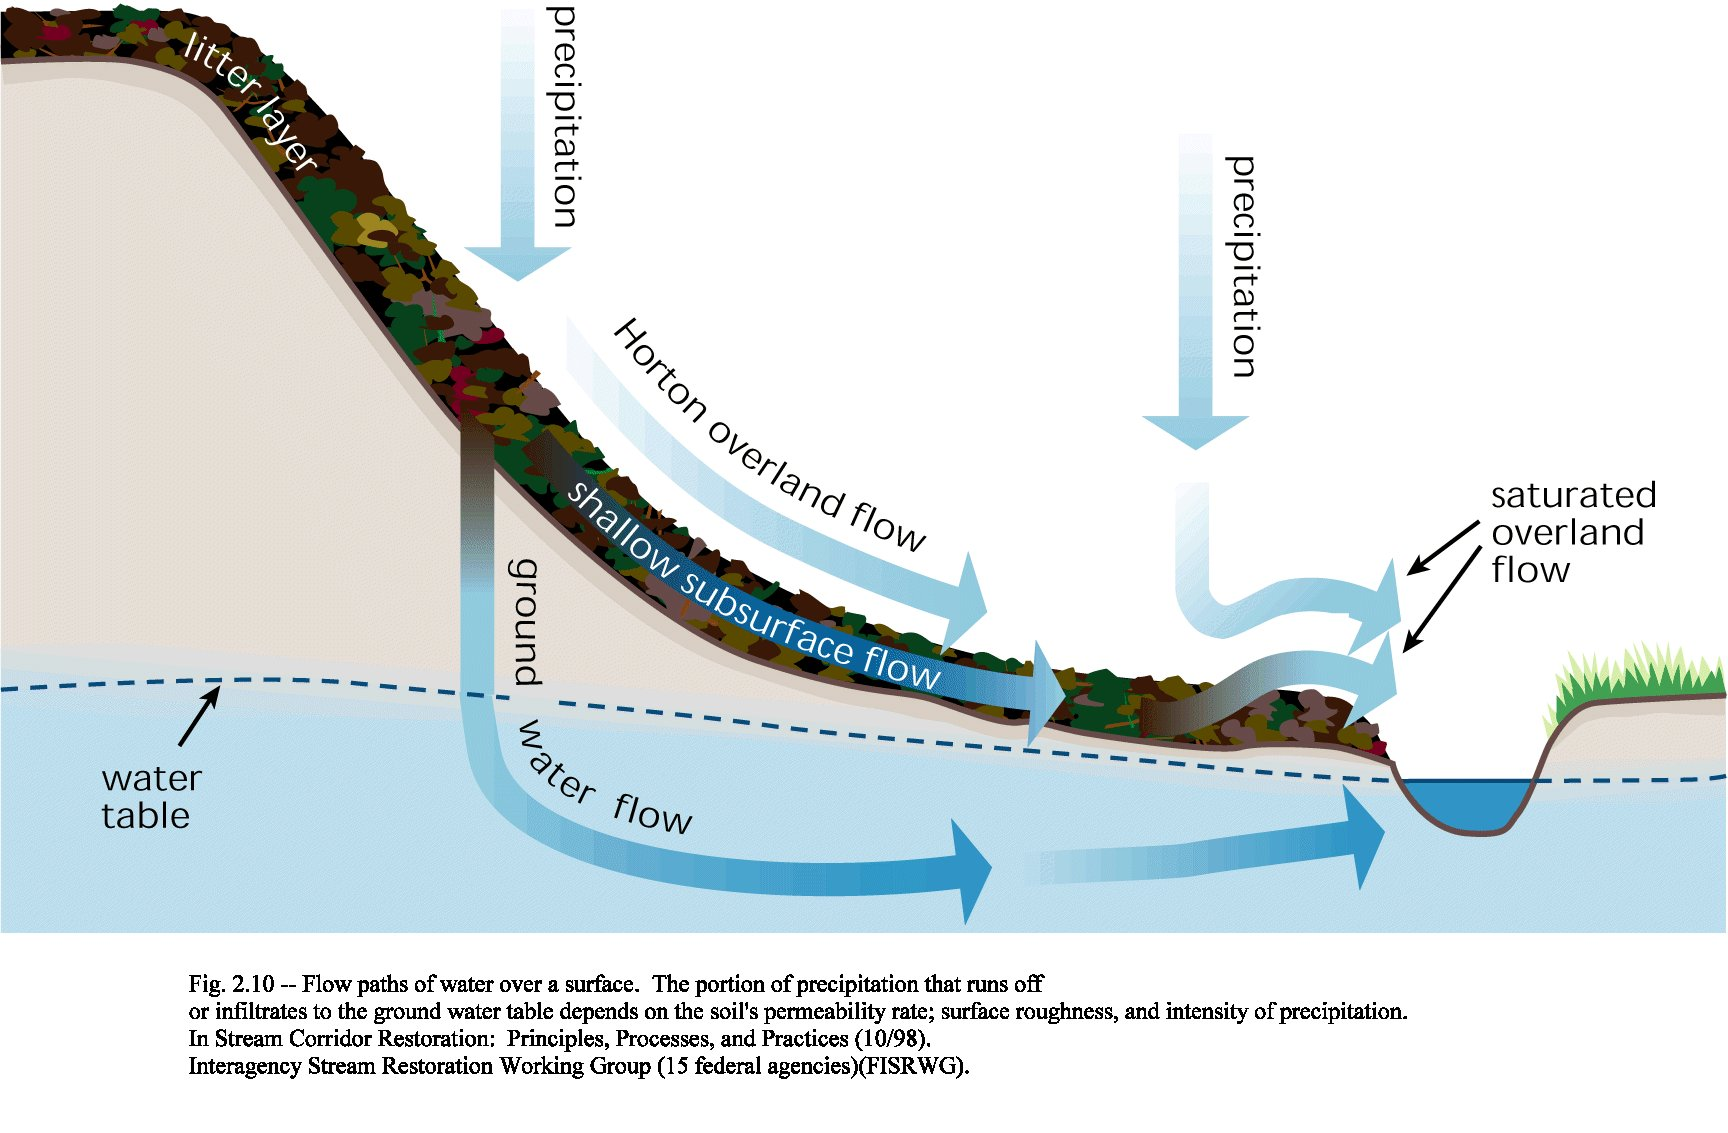 litter layer
precipitation
precipitation
Horton overland flow
saturated
overland
flow
shallow subsurface flow
ground water flow
water
table
Fig. 2.10 -- Flow paths of water over a surface.  The portion of precipitation that runs off
or infiltrates to the ground water table depends on the soil's permeability rate; surface roughness, and intensity of precipitation.
In Stream Corridor Restoration:  Principles, Processes, and Practices (10/98).
Interagency Stream Restoration Working Group (15 federal agencies)(FISRWG).